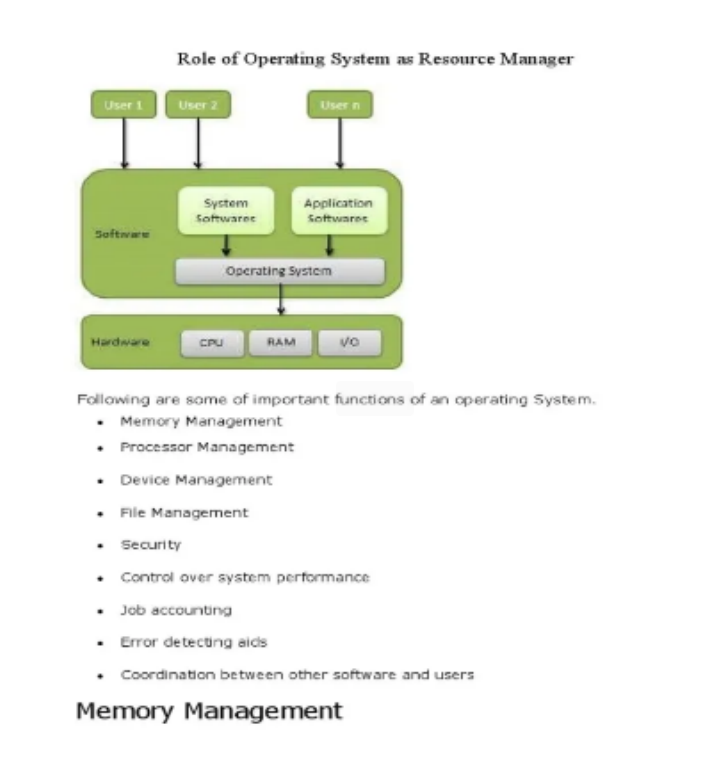 Role of Operating System as Resource Manager
User 1 User 2 User n
System Softwares
Application Softwares
Software
Operating System
Hardware CPU RAM I/O
Following are some of important functions of an operating System.
• Memory Management
• Processor Management
• Device Management
• File Management
• Security
• Control over system performance
• Job accounting
• Error detecting aids
• Coordination between other software and users
Memory Management